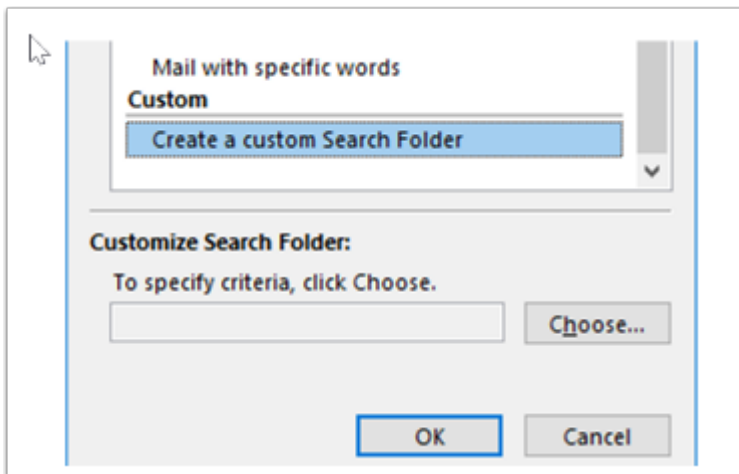 Mail with specific words
Custom
Create a custom Search Folder
Customize Search Folder:
To specify criteria, click Choose.
Choose...
OK
Cancel